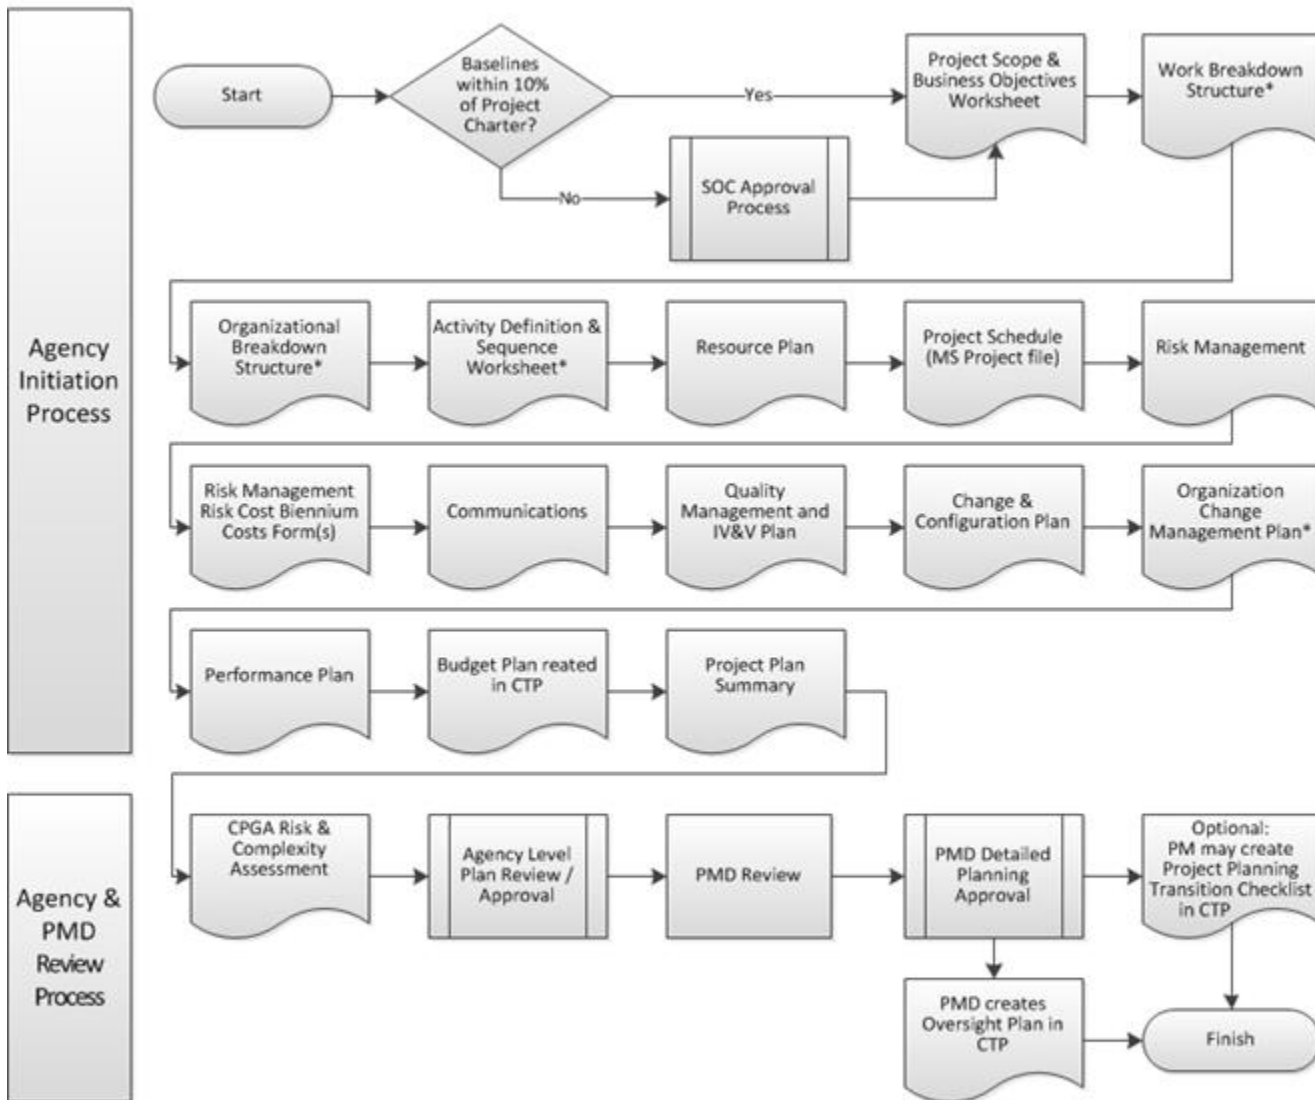 Agency
Initiation
Process
Start
Baselines
within 10%
of Project
Charter?
Yes
No
SOC Approval
Process
Project Scope &
Business Objectives
Worksheet
Work Breakdown
Structure*
Organizational
Breakdown
Structure*
Activity Definition &
Sequence
Worksheet*
Resource Plan
Project Schedule
(MS Project file)
Risk Management
Risk Management
Risk Cost Biennium
Costs Form(s)
Communications
Quality
Management and
IV&V Plan
Change &
Configuration Plan
Organization
Change
Management Plan*
Performance Plan
Budget Plan reated
in CTP
Project Plan
Summary
Agency &
PMD
Review
Process
CPGA Risk &
Complexity
Assessment
Agency Level
Plan Review /
Approval
PMD Review
PMD Detailed
Planning
Approval
Optional:
PM may create
Project Planning
Transition Checklist
in CTP
PMD creates
Oversight Plan in
CTP
Finish